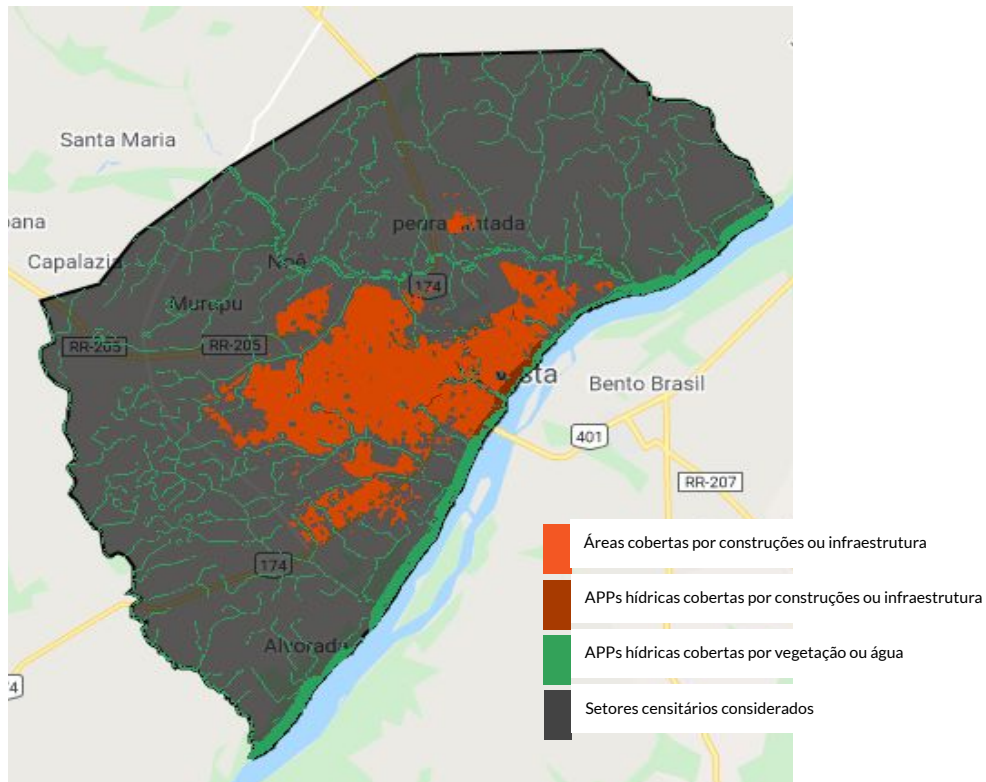 Santa Maria
Capalazia
Murupu
174
RR-205
RR-205
Bento Brasil
401
RR-207
174
Alvorada
Áreas cobertas por construções ou infraestrutura
APPs hídricas cobertas por construções ou infraestrutura
APPs hídricas cobertas por vegetação ou água
Setores censitários considerados